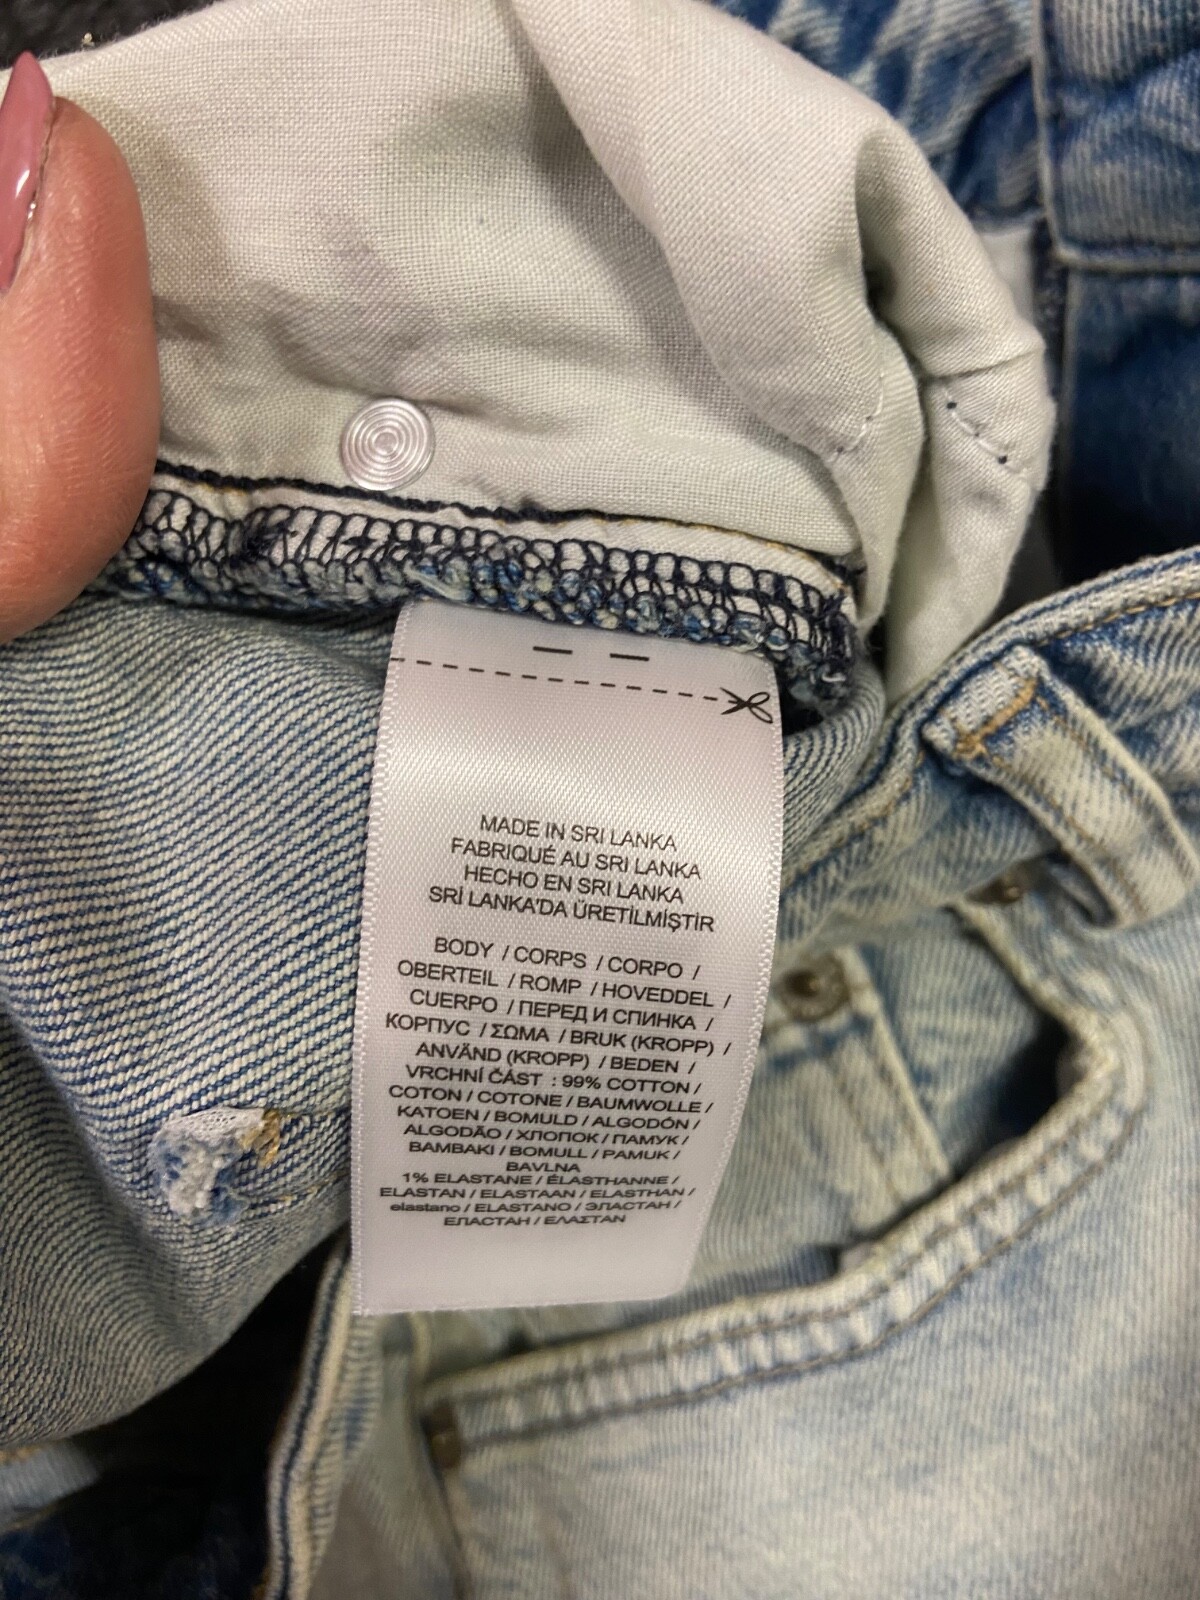 MADE IN SRI LANKA
FABRIQUÉ AU SRI LANKA
HECHO EN SRI LANKA
SRİ LANKA'DA ÜRETİLMİŞTİR
BODY / CORPS / CORPO /
OBERTEIL / ROMP / HOVEDDEL /
CUERPO / ПЕРЕД И СПИНКА /
КОРПУС / ΣΩΜΑ / BRUK (KROPP) /
ANVÄND (KROPP) / BEDEN /
VRCHNÍ ČÁST : 99% COTTON /
COTON / COTONE / BAUMWOLLE /
KATOEN / BOMULD / ALGODÓN /
ALGODÃO / ХЛОПОК / ПАМУК /
BAMBAKI / BOMULL / PAMUK /
BAVLNA
1% ELASTANE / ÉLASTHANNE /
ELASTAN / ELASTAAN / ELASTHAN /
elastano / ELASTANO / ЭЛАСТАН /
ЕЛАСТАН / ΕΛΑΣΤΑΝ